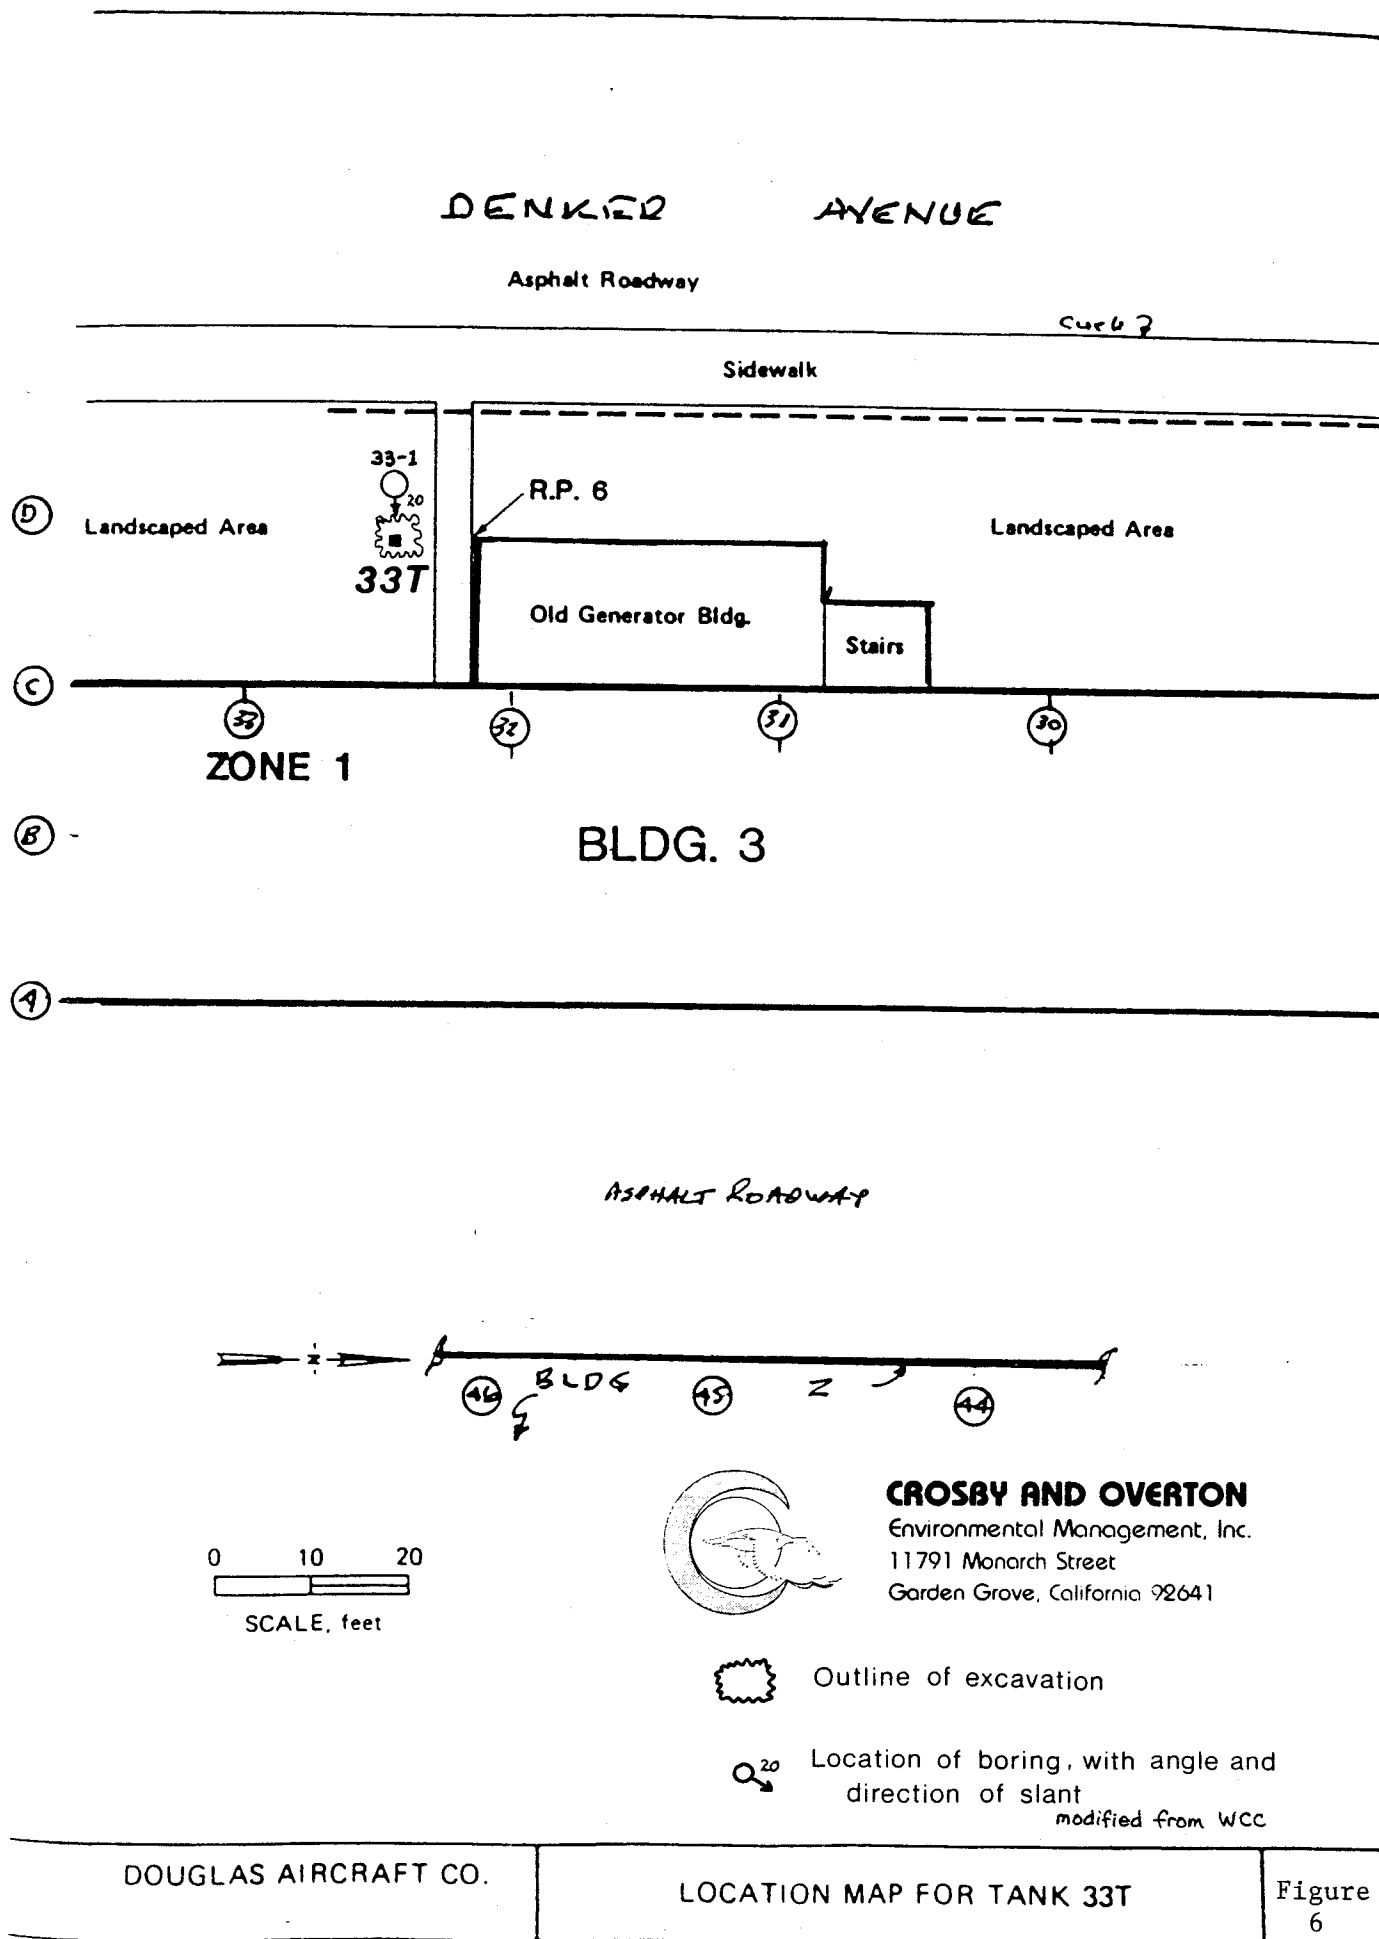 DENKER AVENUE
Asphalt Roadway
Curb
Sidewalk
33-1
20
R.P. 6
D
Landscaped Area
Landscaped Area
33T
Old Generator Bldg.
Stairs
C
33
32
31
30
ZONE 1
B
BLDG. 3
A
ASPHALT ROADWAY
N
BLDG 2
46
45
44
CROSBY AND OVERTON
Environmental Management, Inc.
11791 Monarch Street
Garden Grove, California 92641
0 10 20
SCALE, feet
Outline of excavation
20
Location of boring, with angle and
direction of slant
modified from WCC
DOUGLAS AIRCRAFT CO.
LOCATION MAP FOR TANK 33T
Figure
6